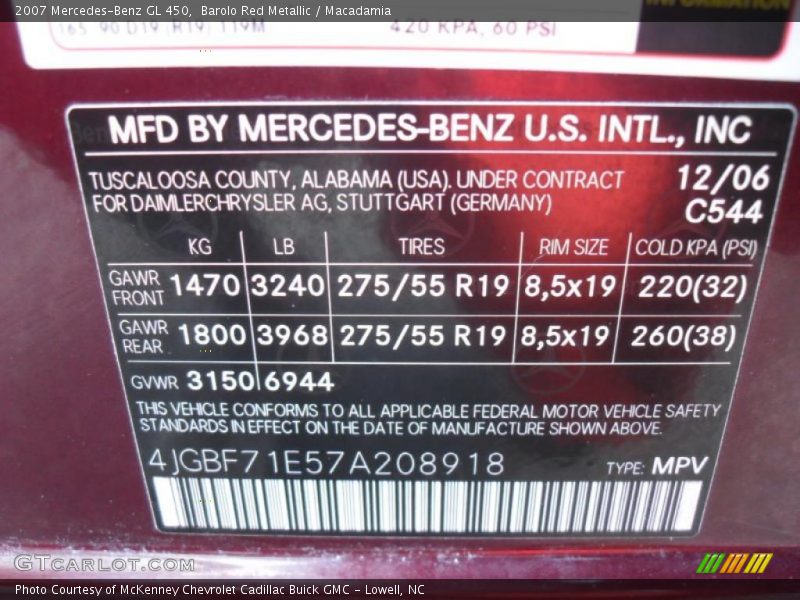 2007 Mercedes-Benz GL 450, Barolo Red Metallic / Macadamia
420 KPA, 60 PSI
MFD BY MERCEDES-BENZ U.S. INTL., INC
TUSCALOOSA COUNTY, ALABAMA (USA). UNDER CONTRACT 12/06
FOR DAIMLERCHRYSLER AG, STUTTGART (GERMANY) C544
KG LB TIRES RIM SIZE COLD KPA (PSI)
GAWR FRONT 1470 3240 275/55 R19 8,5x19 220(32)
GAWR REAR 1800 3968 275/55 R19 8,5x19 260(38)
GVWR 3150 6944
THIS VEHICLE CONFORMS TO ALL APPLICABLE FEDERAL MOTOR VEHICLE SAFETY
STANDARDS IN EFFECT ON THE DATE OF MANUFACTURE SHOWN ABOVE.
4JGBF71E57A208918 TYPE: MPV
GTCARLOT.COM
Photo Courtesy of McKenney Chevrolet Cadillac Buick GMC - Lowell, NC